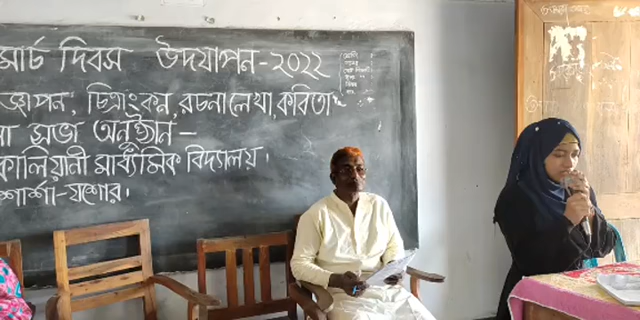 মার্চ দিবস উদযাপন-২০২২
জ্ঞাপন, চিত্রাংকন, রচনা লেখা, কবিতা
সভা অনুষ্ঠান –
কালিয়ানী মাধ্যমিক বিদ্যালয়।
শার্শা-যশোর।